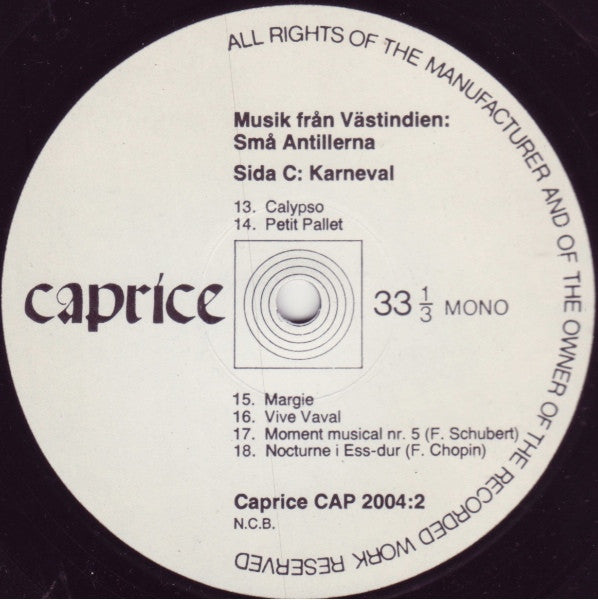 ALL RIGHTS OF THE MANUFACTURER AND OF THE OWNER OF THE RECORDED WORK RESERVED
Musik från Västindien:
Små Antillerna
Sida C: Karneval
13. Calypso
14. Petit Pallet
caprice
33 1/3 MONO
15. Margie
16. Vive Vaval
17. Moment musical nr. 5 (F. Schubert)
18. Nocturne i Ess-dur (F. Chopin)
Caprice CAP 2004:2
N.C.B.